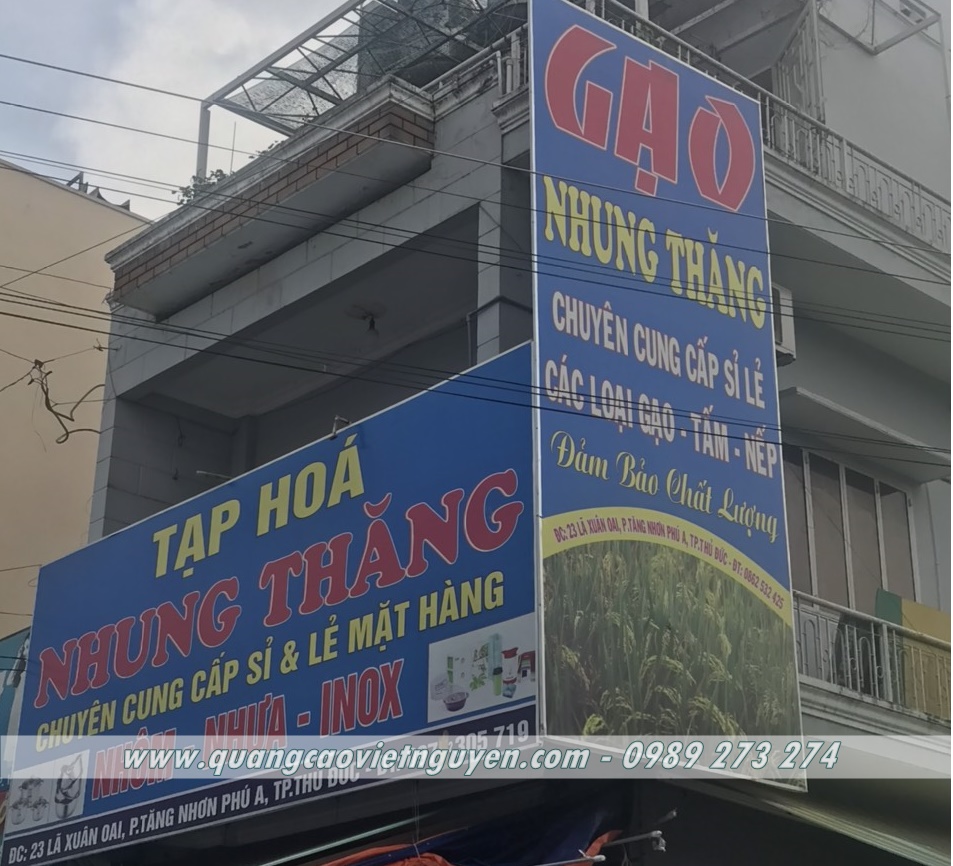 GẠO
NHUNG THĂNG
CHUYÊN CUNG CẤP SỈ LẺ
CÁC LOẠI GẠO - TẤM - NẾP
Đảm Bảo Chất Lượng
ĐC: 23 LÃ XUÂN OAI, P.TĂNG NHƠN PHÚ A, TP.THỦ ĐỨC - ĐT: 0862 532 425
TẠP HOÁ
NHUNG THĂNG
CHUYÊN CUNG CẤP SỈ & LẺ MẶT HÀNG
NHÔM - NHỰA - INOX
ĐC: 23 LÃ XUÂN OAI, P.TĂNG NHƠN PHÚ A, TP.THỦ ĐỨC - 305 719
www.quangcaovietnguyen.com - 0989 273 274